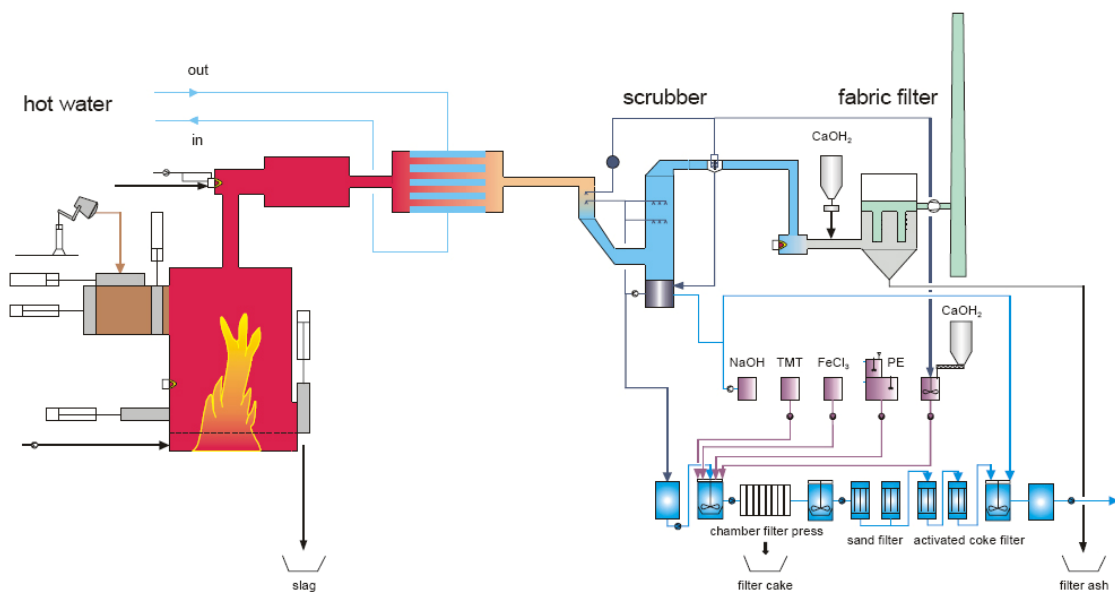 out
hot water
in
scrubber
fabric filter
CaOH₂
CaOH₂
NaOH
TMT
FeCl₃
PE
chamber filter press
sand filter
activated coke filter
slag
filter cake
filter ash